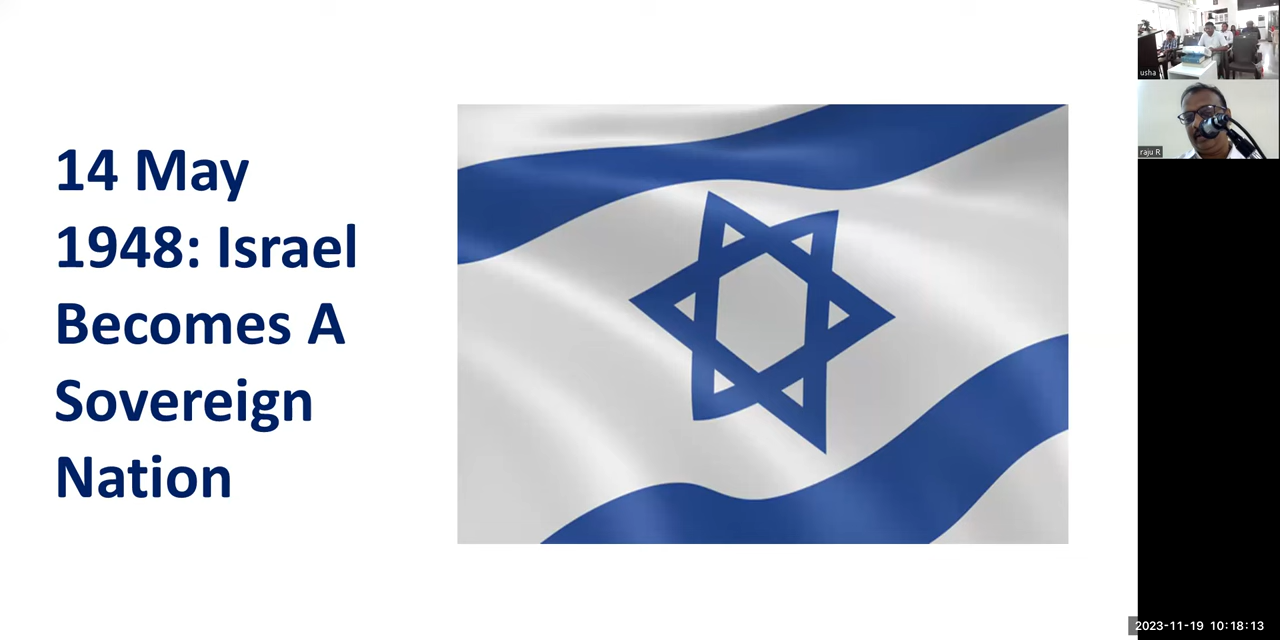 14 May
1948: Israel
Becomes A
Sovereign
Nation
usha
raju R
2023-11-19 10:18:13